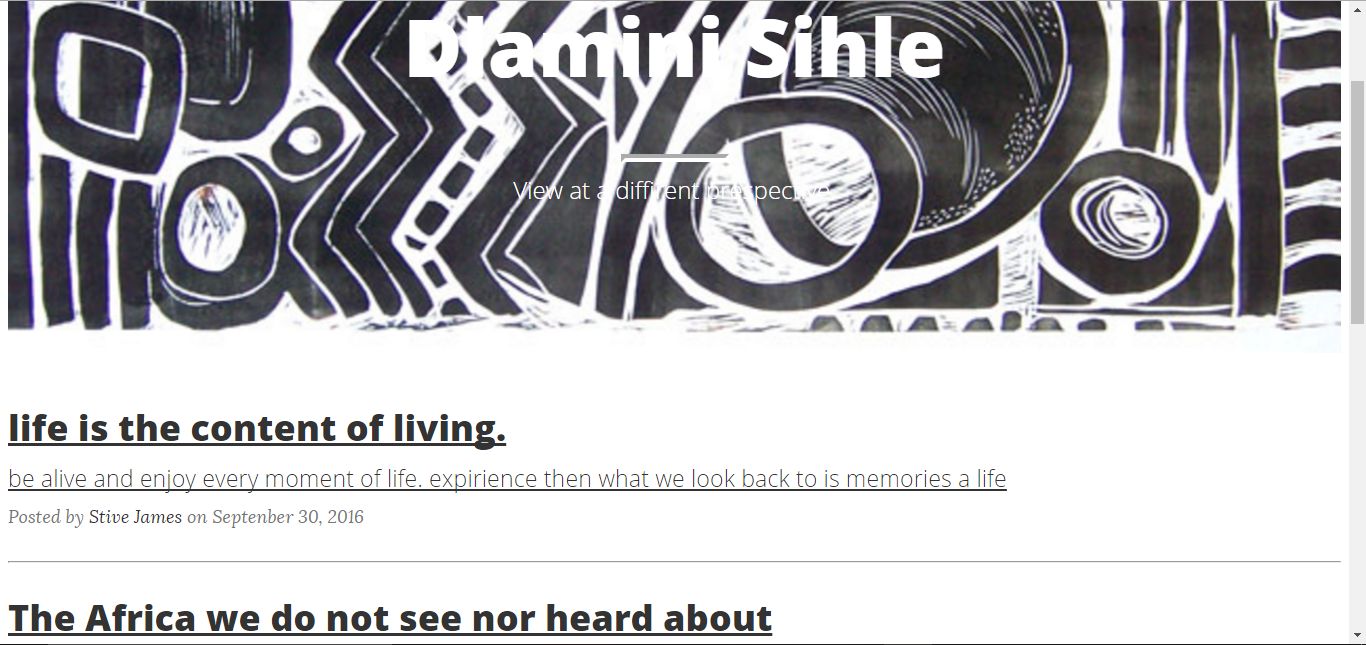 Dlamini Sihle
View at a diffirent prespective
life is the content of living.
be alive and enjoy every moment of life. expirience then what we look back to is memories a life
Posted by Stive James on Septenber 30, 2016
The Africa we do not see nor heard about